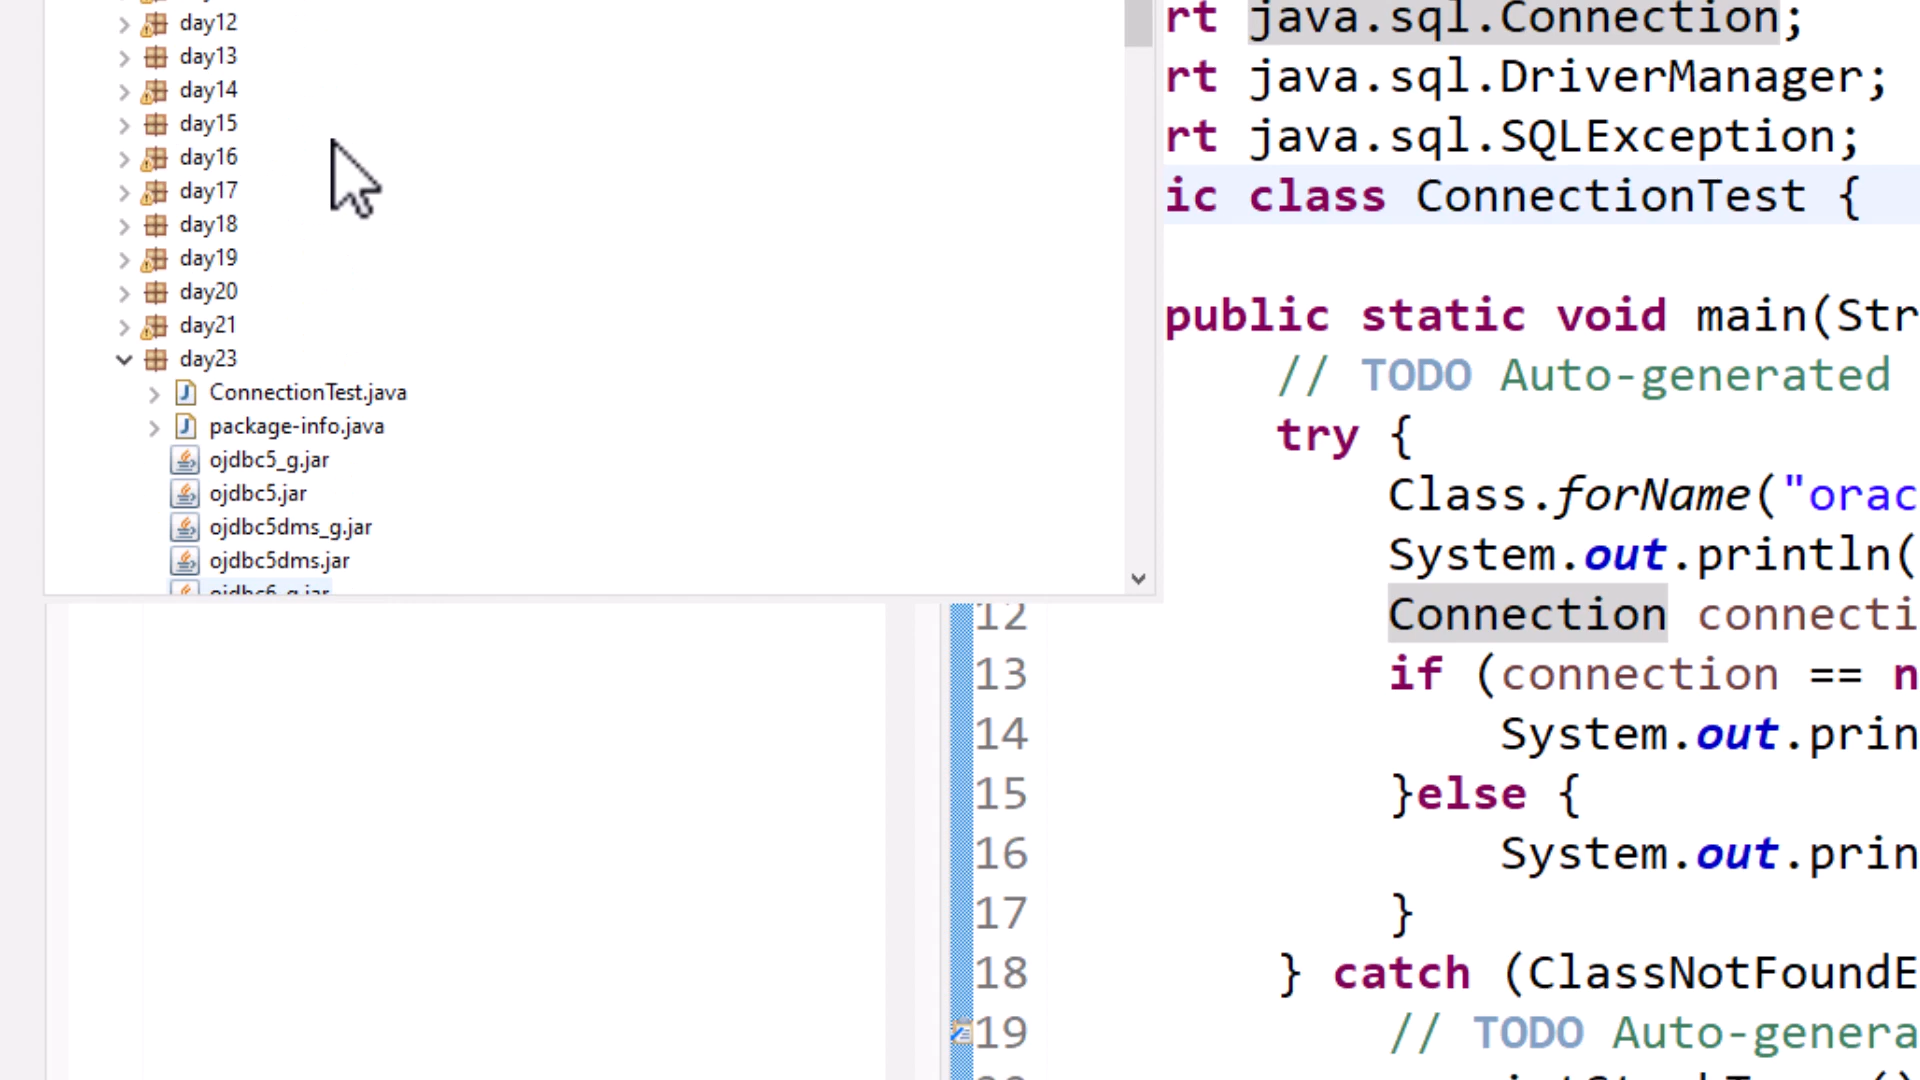 day12
day13
day14
day15
day16
day17
day18
day19
day20
day21
day23
ConnectionTest.java
package-info.java
ojdbc5_g.jar
ojdbc5.jar
ojdbc5dms_g.jar
ojdbc5dms.jar
ojdbc6_g.jar
rt java.sql.Connection;
rt java.sql.DriverManager;
rt java.sql.SQLException;
ic class ConnectionTest {
public static void main(Str
// TODO Auto-generated
try {
Class.forName("orac
System.out.println(
12 Connection connecti
13 if (connection == n
14 System.out.prin
15 }else {
16 System.out.prin
17 }
18 } catch (ClassNotFoundE
19 // TODO Auto-genera